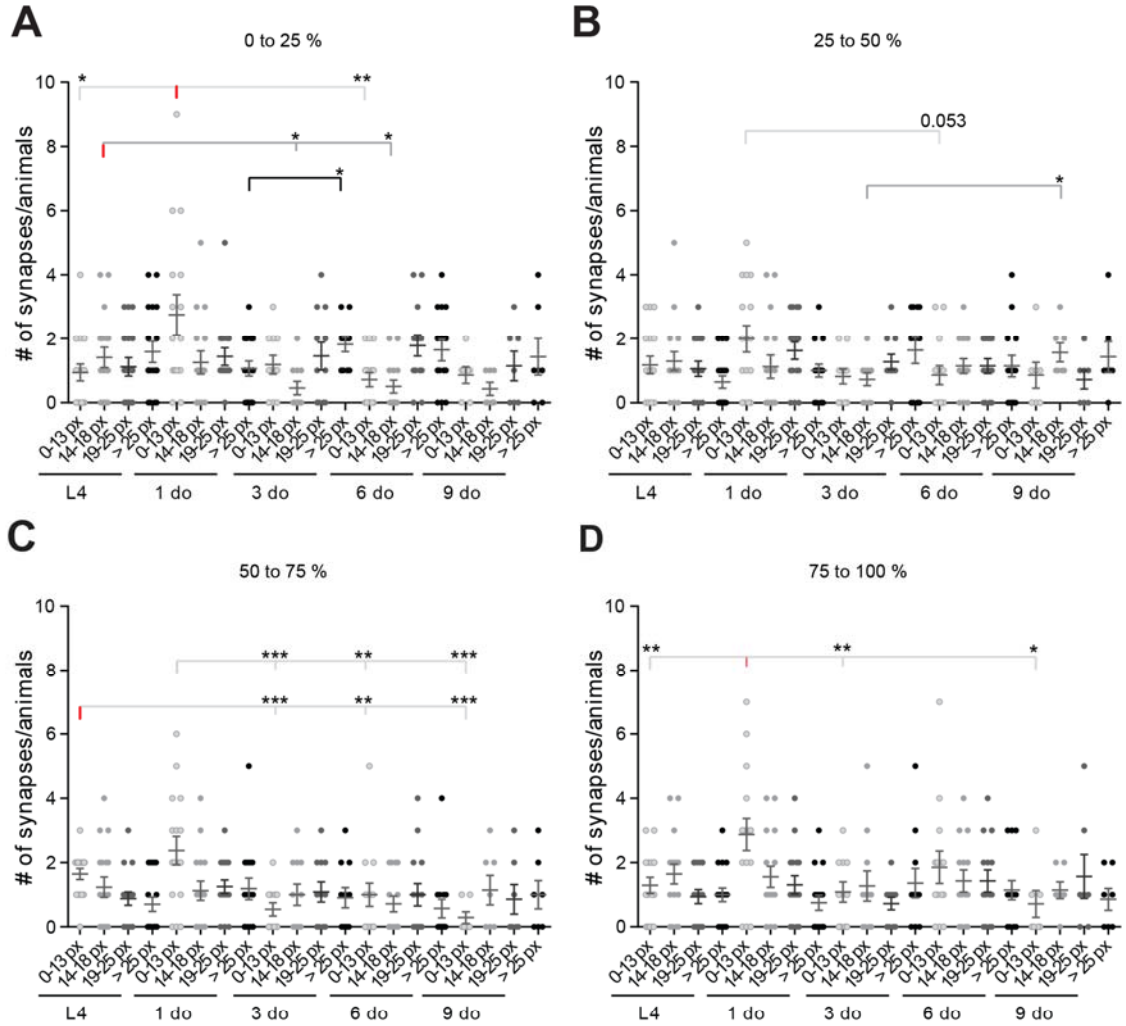 A
0 to 25 %
# of synapses/animals
10
8
6
4
2
0
*
**
*
*
*
0-13 px
14-18 px
19-25 px
> 25 px
0-13 px
14-18 px
19-25 px
> 25 px
0-13 px
14-18 px
19-25 px
> 25 px
0-13 px
14-18 px
19-25 px
> 25 px
0-13 px
14-18 px
19-25 px
> 25 px
L4
1 do
3 do
6 do
9 do
B
25 to 50 %
# of synapses/animals
10
8
6
4
2
0
0.053
*
0-13 px
14-18 px
19-25 px
> 25 px
0-13 px
14-18 px
19-25 px
> 25 px
0-13 px
14-18 px
19-25 px
> 25 px
0-13 px
14-18 px
19-25 px
> 25 px
0-13 px
14-18 px
19-25 px
> 25 px
L4
1 do
3 do
6 do
9 do
C
50 to 75 %
# of synapses/animals
10
8
6
4
2
0
***
**
***
***
**
***
0-13 px
14-18 px
19-25 px
> 25 px
0-13 px
14-18 px
19-25 px
> 25 px
0-13 px
14-18 px
19-25 px
> 25 px
0-13 px
14-18 px
19-25 px
> 25 px
0-13 px
14-18 px
19-25 px
> 25 px
L4
1 do
3 do
6 do
9 do
D
75 to 100 %
# of synapses/animals
10
8
6
4
2
0
**
**
*
0-13 px
14-18 px
19-25 px
> 25 px
0-13 px
14-18 px
19-25 px
> 25 px
0-13 px
14-18 px
19-25 px
> 25 px
0-13 px
14-18 px
19-25 px
> 25 px
0-13 px
14-18 px
19-25 px
> 25 px
L4
1 do
3 do
6 do
9 do